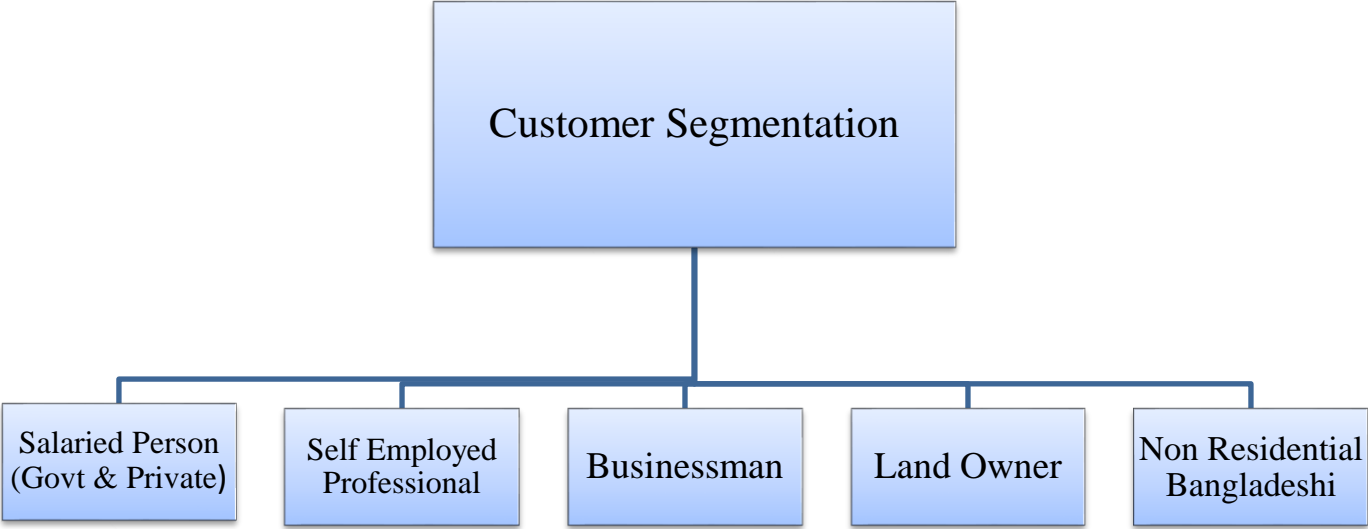 Customer Segmentation
Salaried Person
(Govt & Private)
Self Employed
Professional
Businessman
Land Owner
Non Residential
Bangladeshi